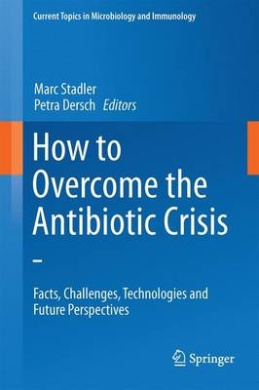 Current Topics in Microbiology and Immunology
Marc Stadler
Petra Dersch Editors
How to
Overcome the
Antibiotic Crisis
-
Facts, Challenges, Technologies and
Future Perspectives
Springer